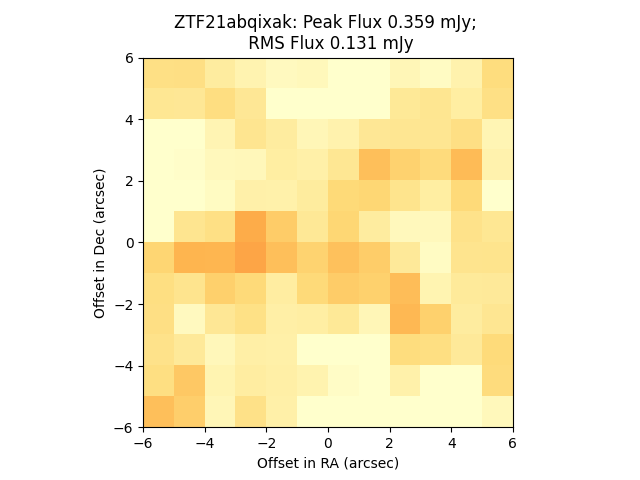 ZTF21abqixak: Peak Flux 0.359 mJy;
RMS Flux 0.131 mJy
6
4
2
0
−2
−4
−6
Offset in Dec (arcsec)
−6 −4 −2 0 2 4 6
Offset in RA (arcsec)